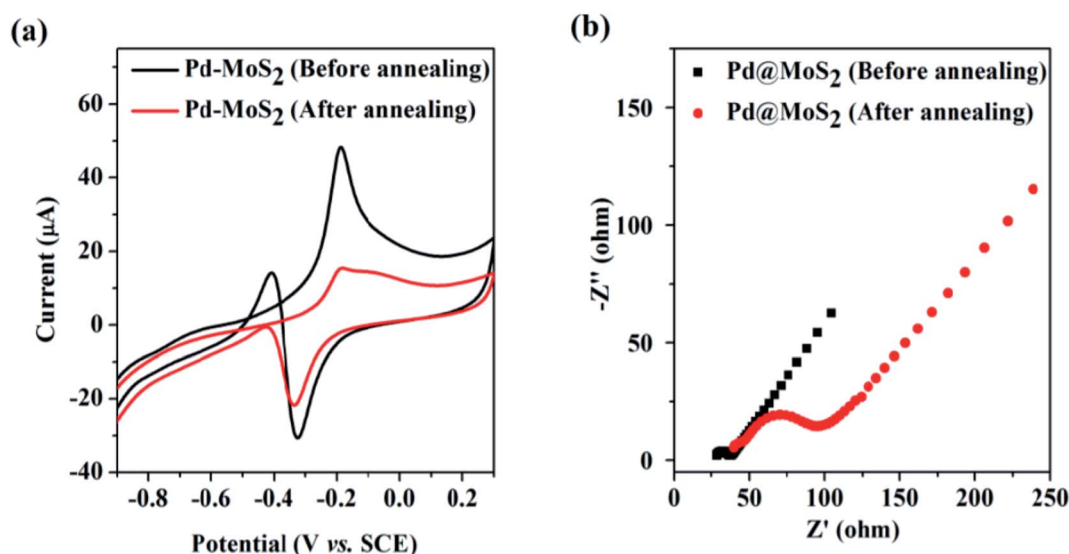 (a)
Pd-MoS2 (Before annealing)
Pd-MoS2 (After annealing)
60
40
20
0
-20
-40
Current (μA)
-0.8 -0.6 -0.4 -0.2 0.0 0.2
Potential (V vs. SCE)
(b)
Pd@MoS2 (Before annealing)
Pd@MoS2 (After annealing)
150
100
50
0
-Z'' (ohm)
0 50 100 150 200 250
Z' (ohm)